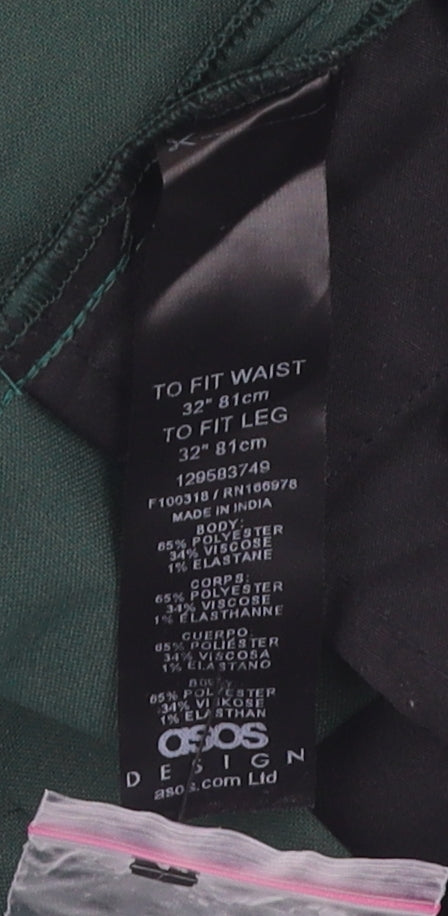 TO FIT WAIST
32" 81cm
TO FIT LEG
32" 81cm
129583749
F100318 / RN166978
MADE IN INDIA
BODY:
65% POLYESTER
34% VISCOSE
1% ELASTANE
CORPS:
65% POLYESTER
34% VISCOSE
1% ELASTHANNE
CUERPO:
65% POLIESTER
34% VISCOSA
1% ELASTANO
65% POLYESTER
34% VISKOSE
1% ELASTHAN
asos
DESIGN
asos.com Ltd